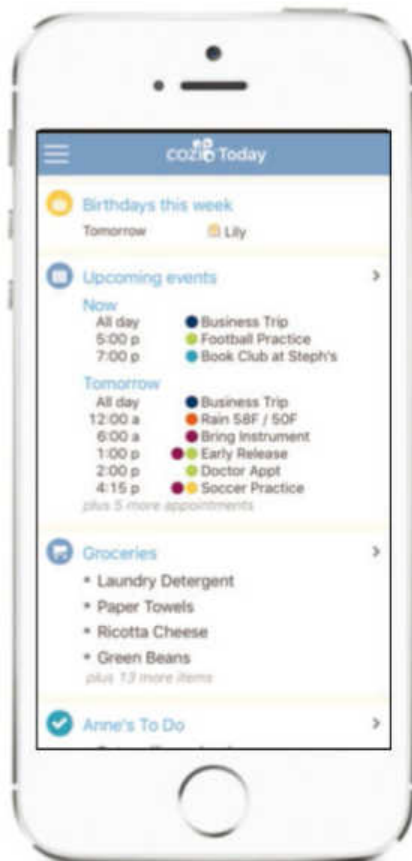 cozi Today
Birthdays this week
Tomorrow Lily
Upcoming events
Now
All day Business Trip
5:00 p Football Practice
7:00 p Book Club at Steph's
Tomorrow
All day Business Trip
12:00 a Rain 58F / 50F
6:00 a Bring Instrument
1:00 p Early Release
2:00 p Doctor Appt
4:15 p Soccer Practice
plus 5 more appointments
Groceries
• Laundry Detergent
• Paper Towels
• Ricotta Cheese
• Green Beans
plus 13 more items
Anne's To Do